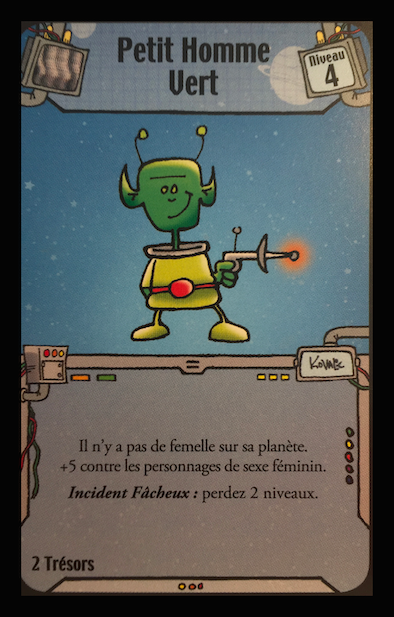 Petit Homme
Vert
Niveau
4
KOVALIC
Il n'y a pas de femelle sur sa planète.
+5 contre les personnages de sexe féminin.
Incident Fâcheux : perdez 2 niveaux.
2 Trésors